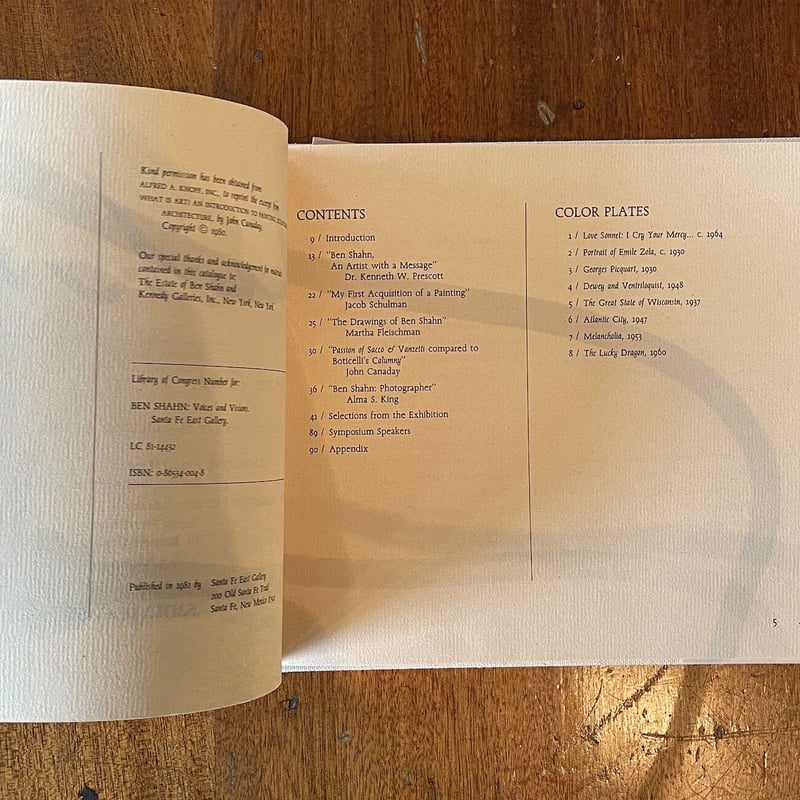 Kind permission has been obtained from
ALFRED A. KNOPF, INC., to reprint the excerpt from
WHAT IS ART? AN INTRODUCTION TO PAINTING,
ARCHITECTURE, by John Canaday.
Copyright © 1980.
Our special thanks and acknowledgement for materials
contained in this catalogue to:
The Estate of Ben Shahn and
Kennedy Galleries, Inc., New York, New York.
Library of Congress Number for:
BEN SHAHN: Voices and Visions.
Santa Fe East Gallery.
LC 81-14432
ISBN: 0-86534-004-8
Published in 1981 by Santa Fe East Gallery
200 Old Santa Fe Trail
Santa Fe, New Mexico
CONTENTS
9 / Introduction
13 / "Ben Shahn,
An Artist with a Message"
Dr. Kenneth W. Prescott
22 / "My First Acquisition of a Painting"
Jacob Schulman
25 / "The Drawings of Ben Shahn"
Martha Fleischman
30 / "Passion of Sacco & Vanzetti compared to
Boticelli's Calumny"
John Canaday
36 / "Ben Shahn: Photographer"
Alma S. King
41 / Selections from the Exhibition
89 / Symposium Speakers
90 / Appendix
COLOR PLATES
1 / Love Sonnet: I Cry Your Mercy... c. 1964
2 / Portrait of Emile Zola, c. 1930
3 / Georges Picquart, 1930
4 / Dewey and Ventriloquist, 1948
5 / The Great State of Wisconsin, 1937
6 / Atlantic City, 1947
7 / Melancholia, 1953
8 / The Lucky Dragon, 1960
5